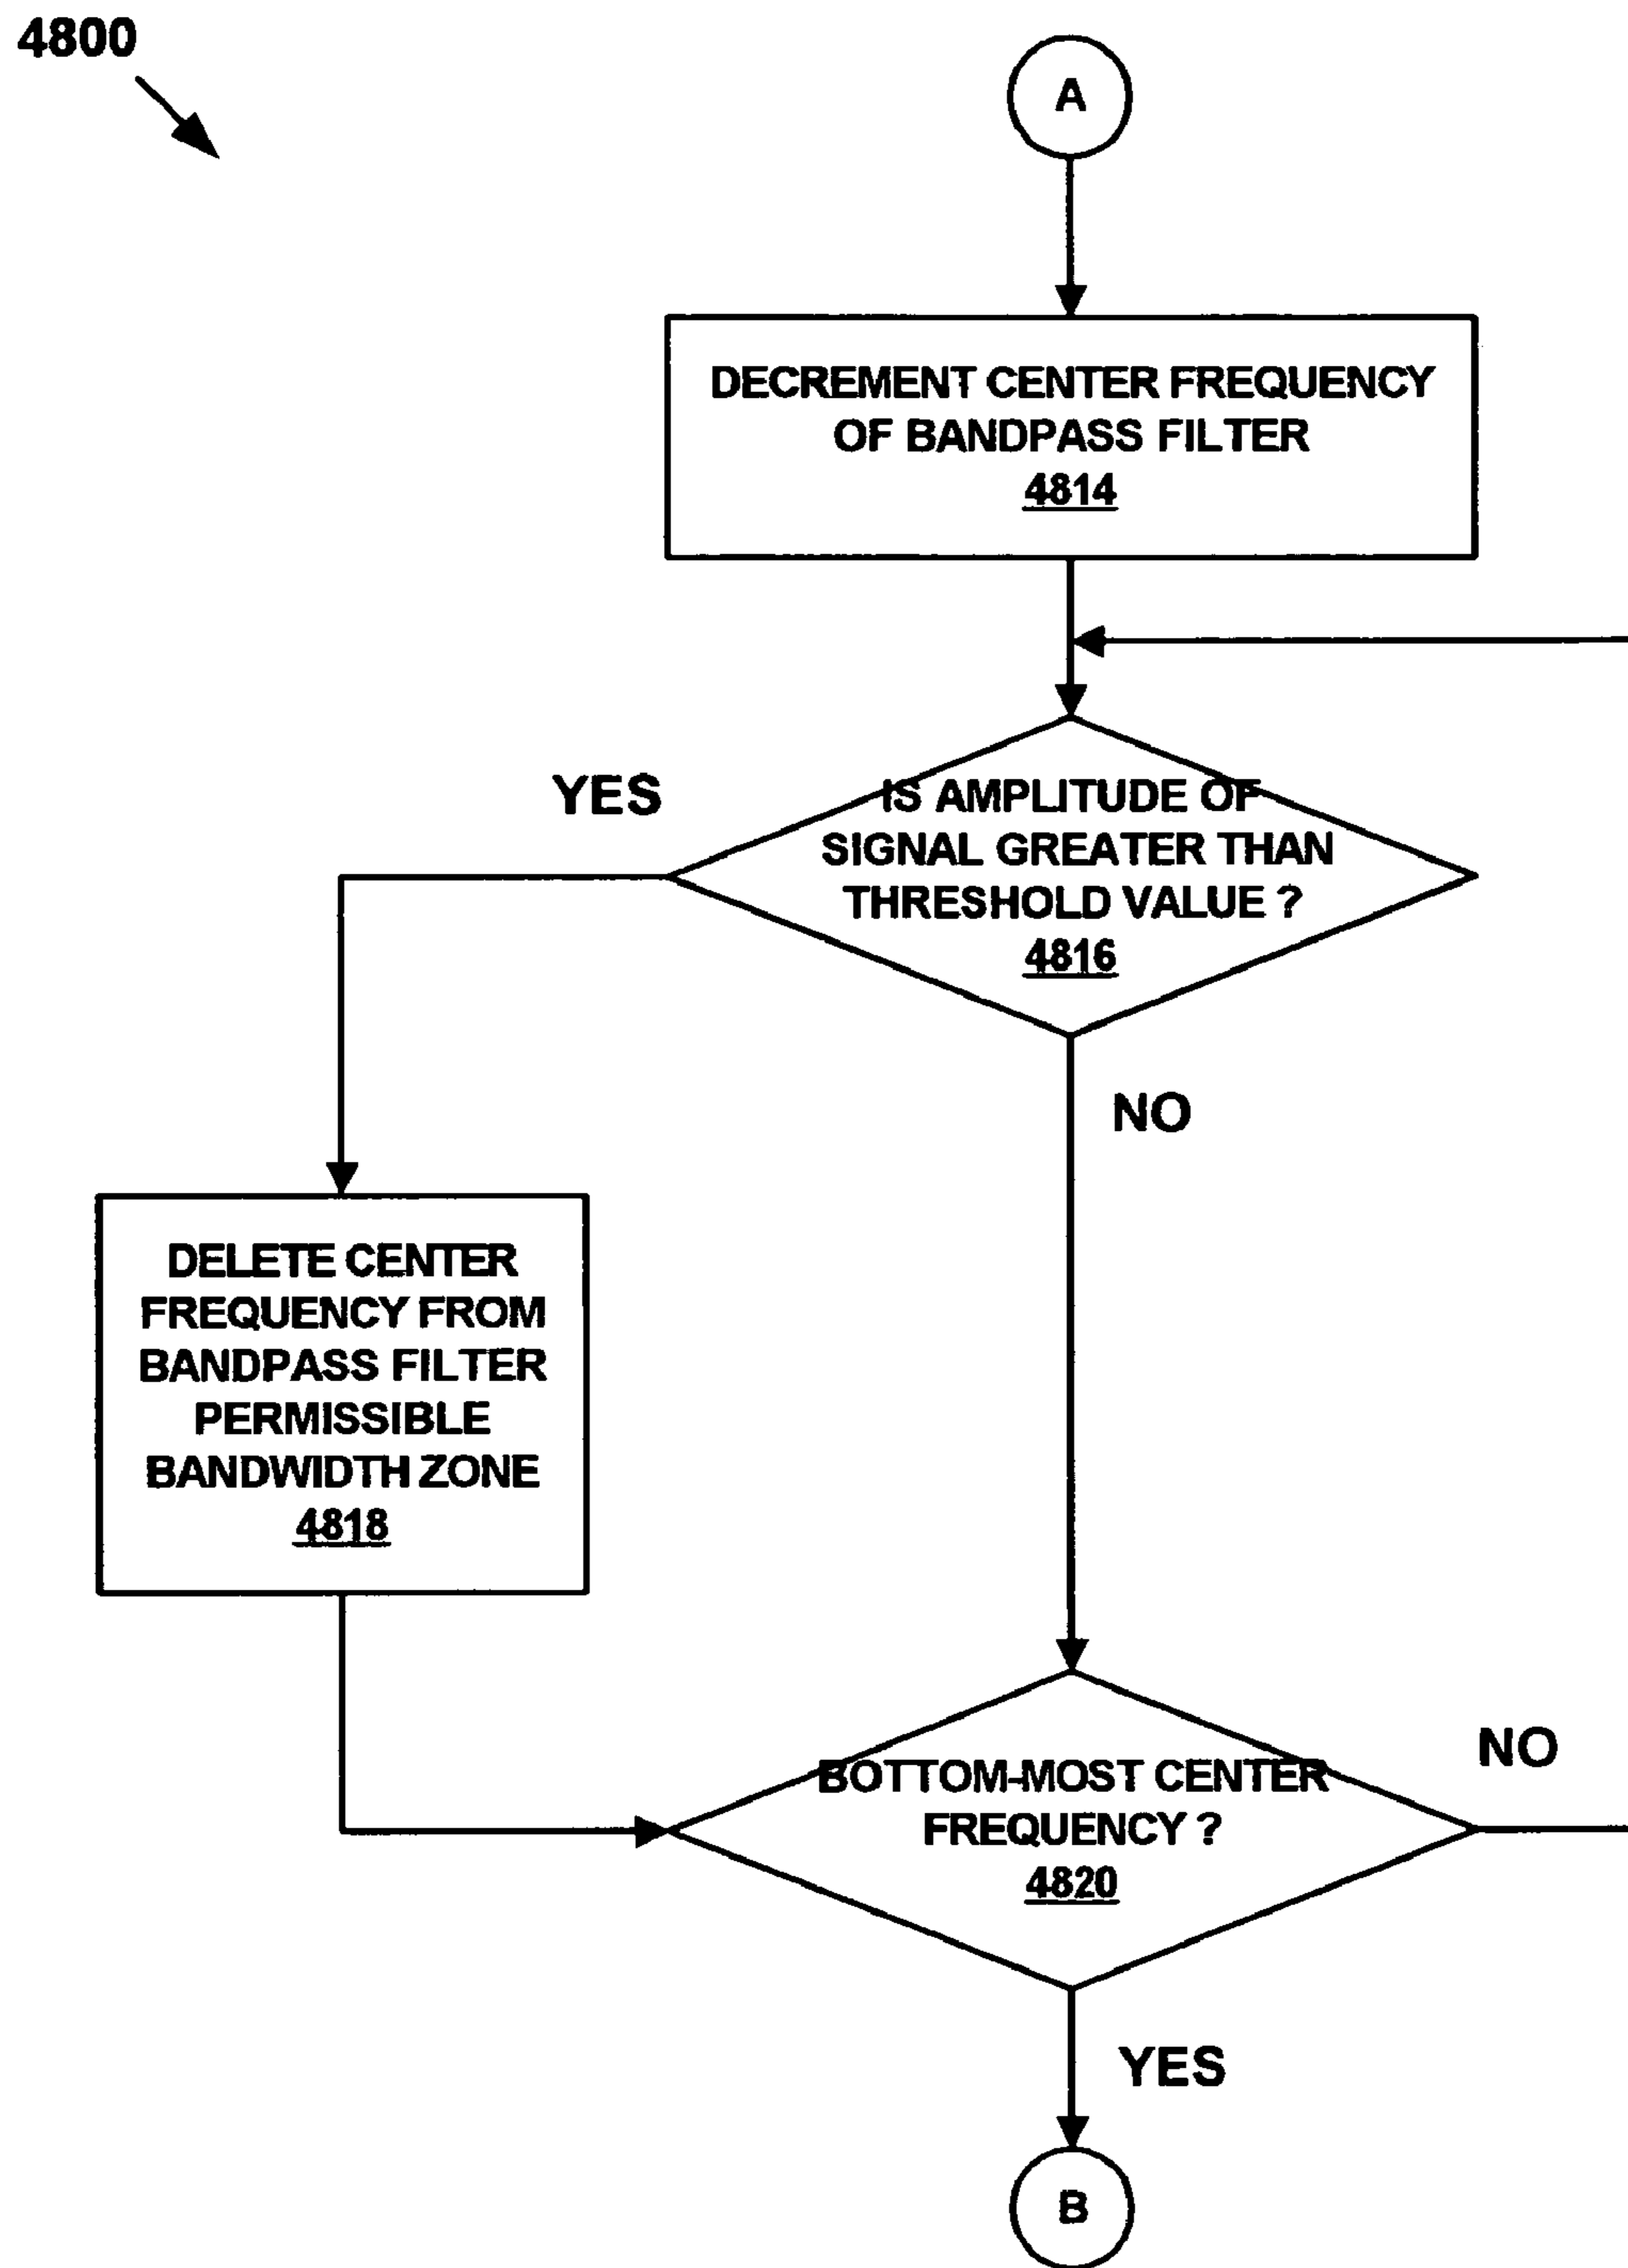 4800
A
DECREMENT CENTER FREQUENCY
OF BANDPASS FILTER
4814
YES
IS AMPLITUDE OF
SIGNAL GREATER THAN
THRESHOLD VALUE ?
4816
NO
DELETE CENTER
FREQUENCY FROM
BANDPASS FILTER
PERMISSIBLE
BANDWIDTH ZONE
4818
BOTTOM-MOST CENTER
FREQUENCY ?
4820
NO
YES
B